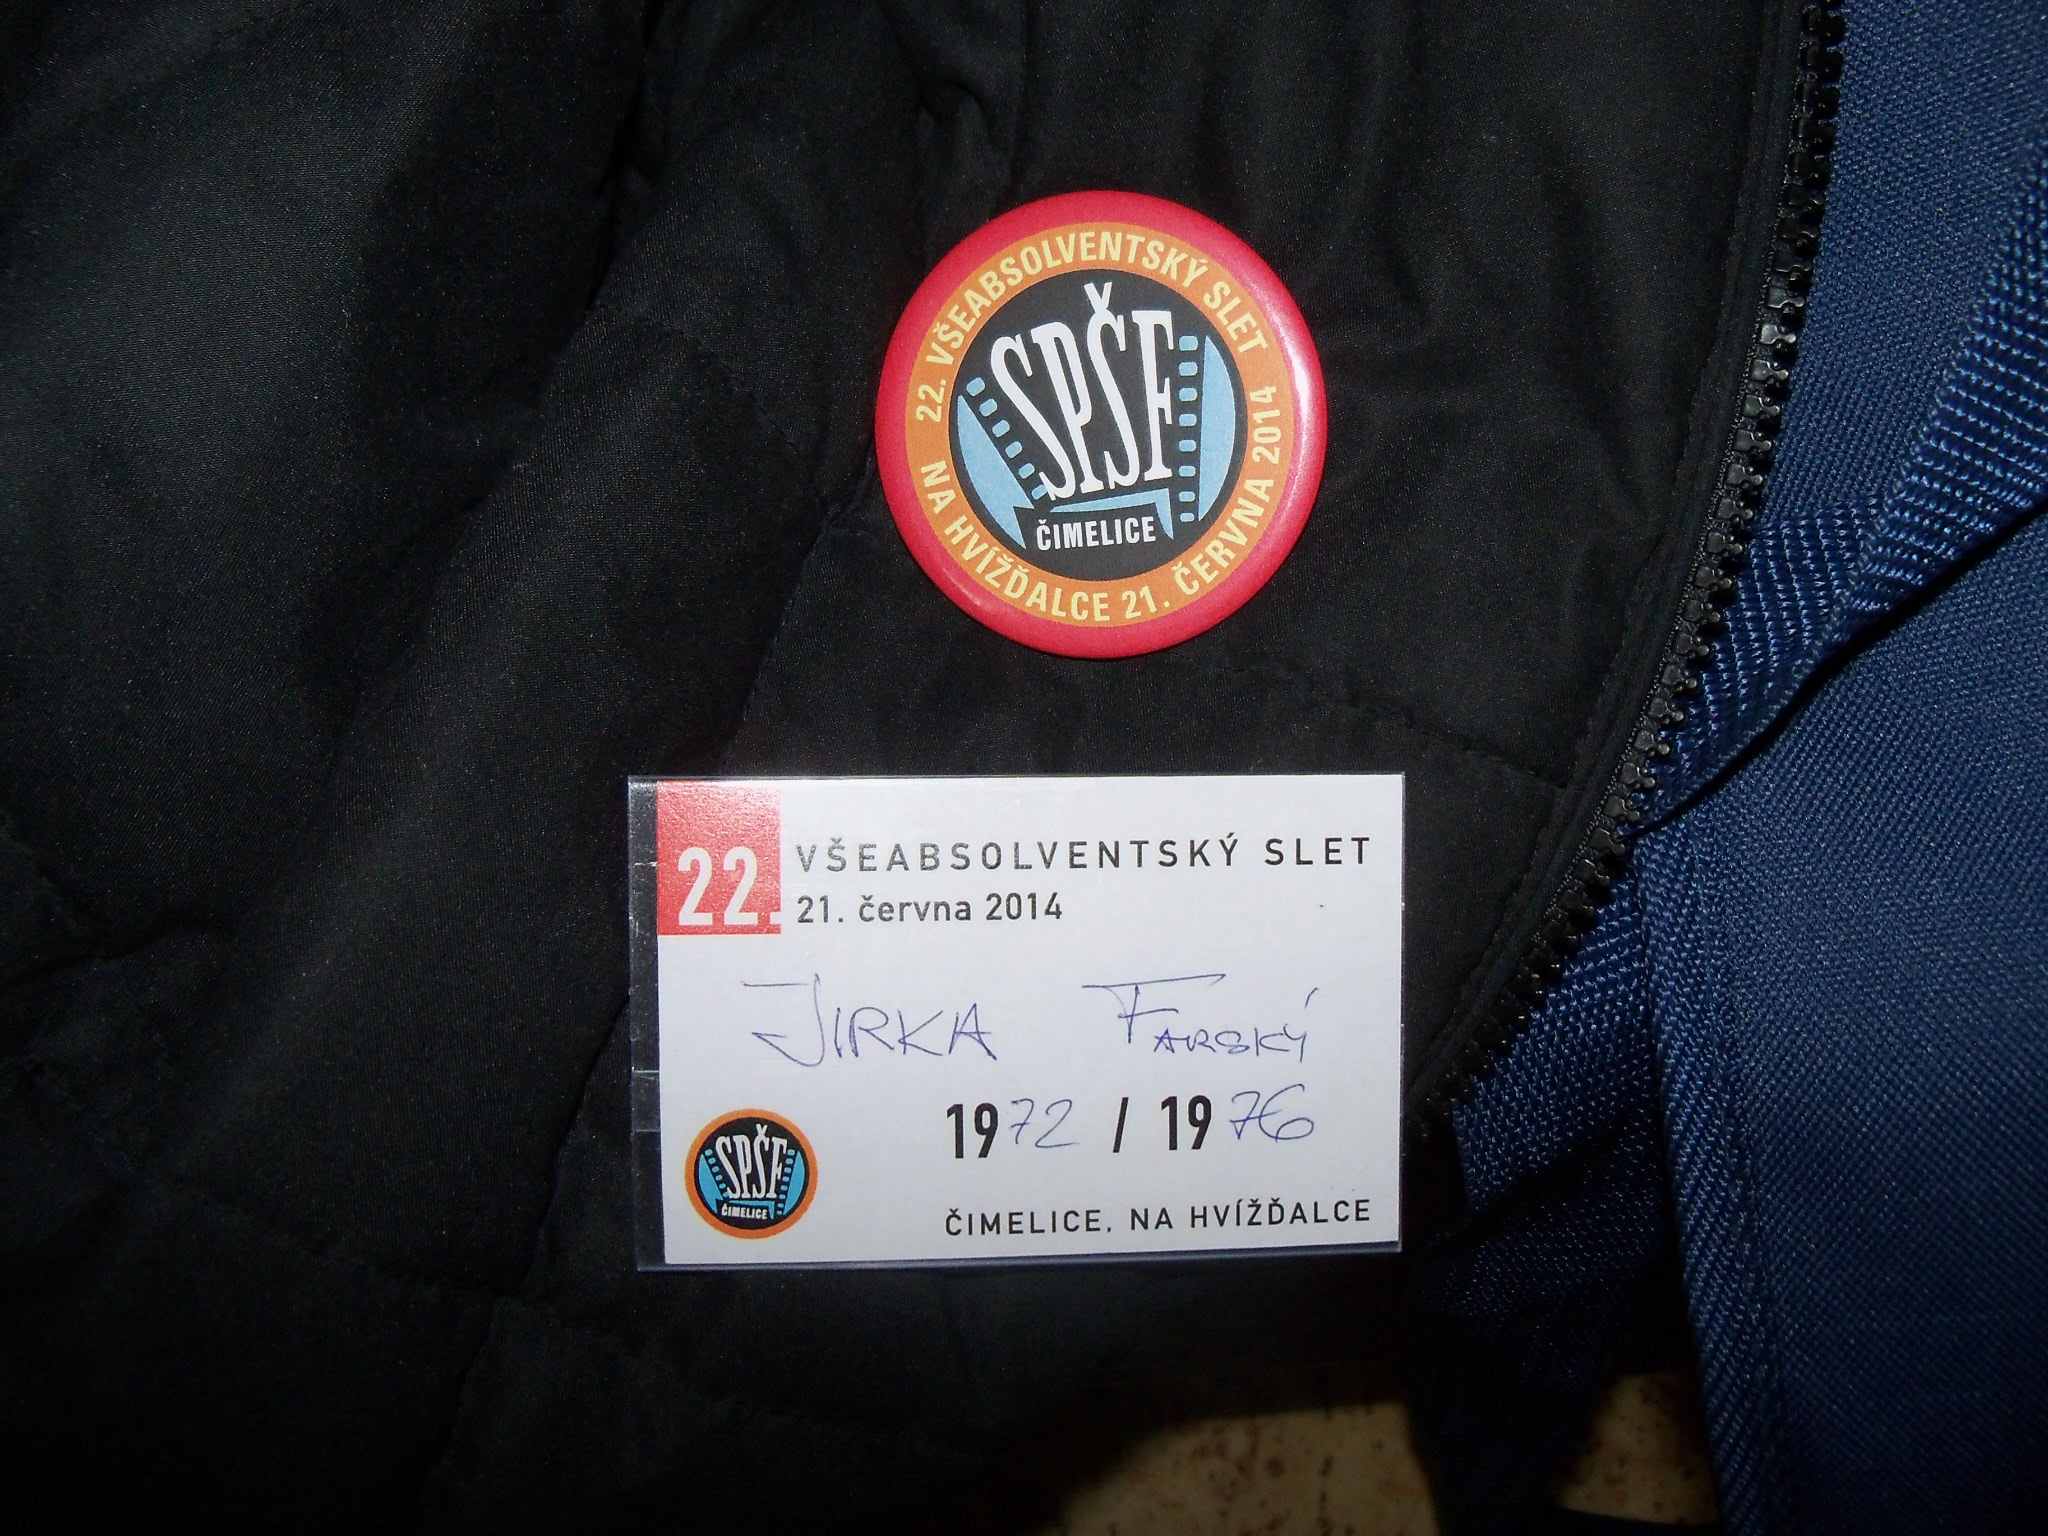 22. VŠEABSOLVENTSKÝ SLET
NA HVÍŽĎALCE 21. ČERVNA 2014
SPŠF
ČIMELICE
22. VŠEABSOLVENTSKÝ SLET
21. června 2014
JIRKA FARSKÝ
1972 / 1976
SPŠF
ČIMELICE
ČIMELICE, NA HVÍŽĎALCE